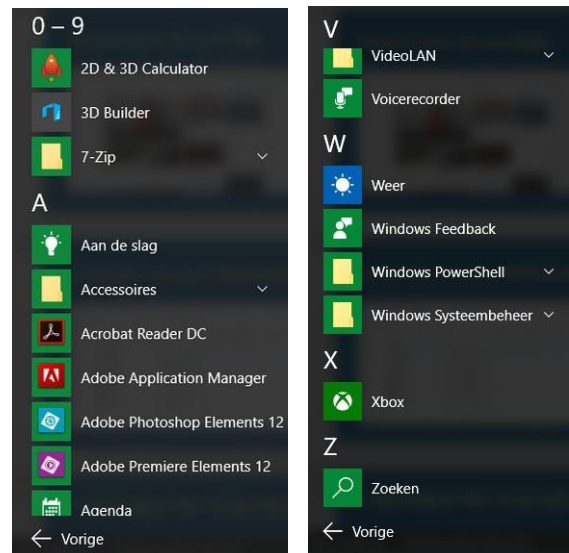 0 – 9
2D & 3D Calculator
3D Builder
7-Zip
A
Aan de slag
Accessoires
Acrobat Reader DC
Adobe Application Manager
Adobe Photoshop Elements 12
Adobe Premiere Elements 12
Agenda
Vorige
V
VideoLAN
Voicerecorder
W
Weer
Windows Feedback
Windows PowerShell
Windows Systeembeheer
X
Xbox
Z
Zoeken
Vorige